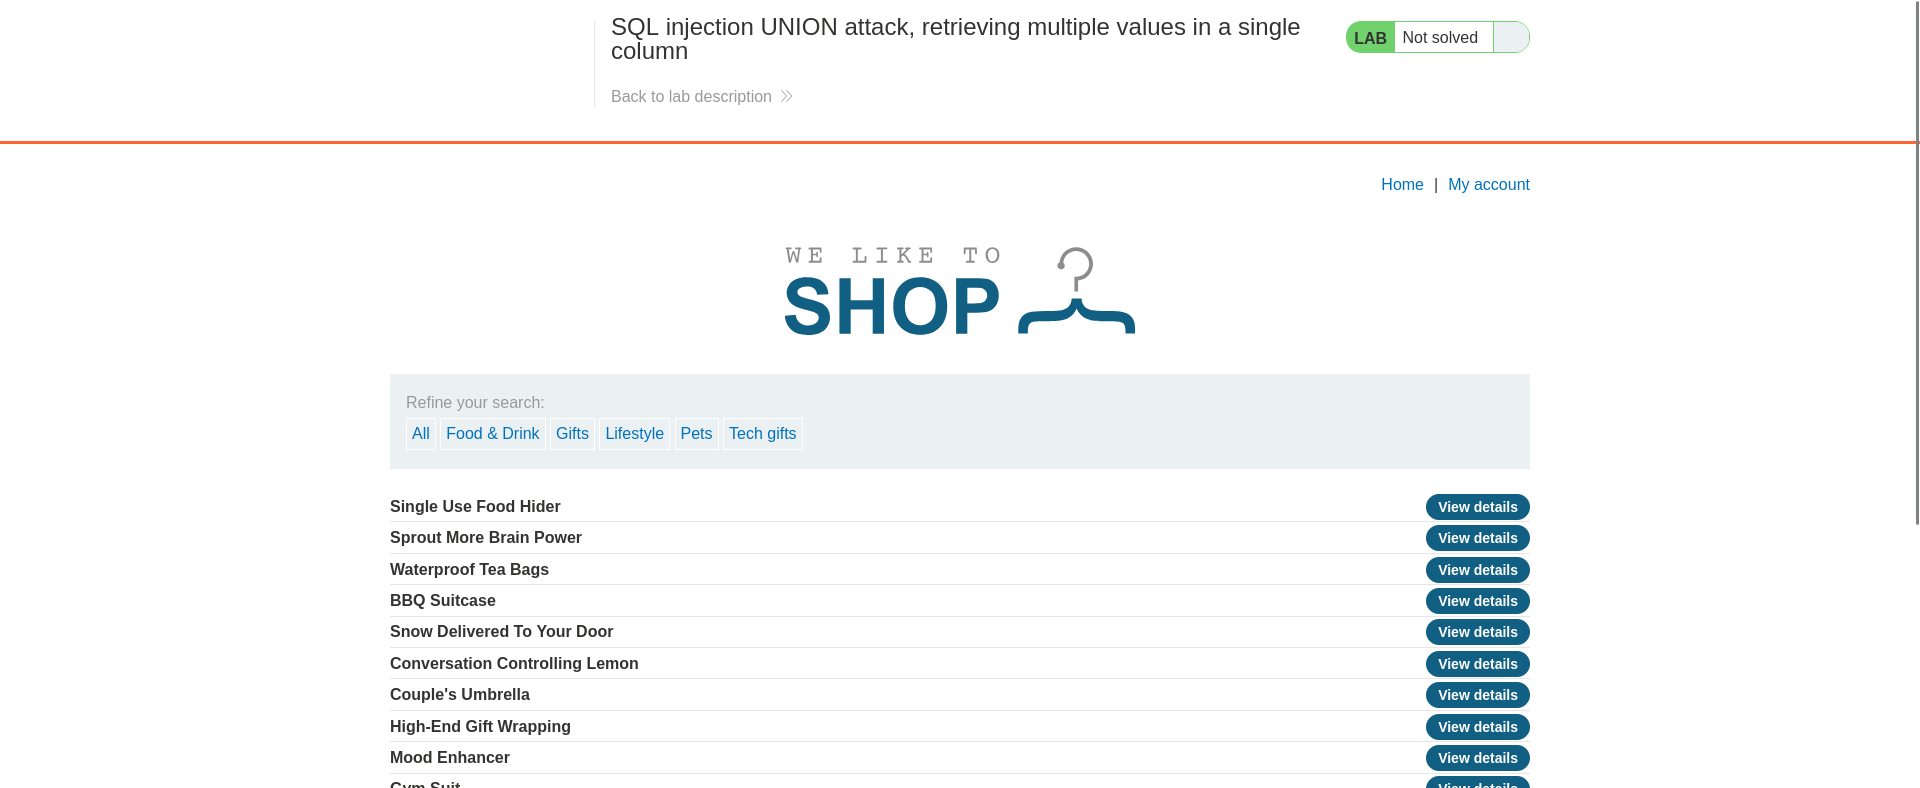 SQL injection UNION attack, retrieving multiple values in a single
column
LAB Not solved
Back to lab description
Home | My account
WE LIKE TO
SHOP
Refine your search:
All Food & Drink Gifts Lifestyle Pets Tech gifts
Single Use Food Hider View details
Sprout More Brain Power View details
Waterproof Tea Bags View details
BBQ Suitcase View details
Snow Delivered To Your Door View details
Conversation Controlling Lemon View details
Couple's Umbrella View details
High-End Gift Wrapping View details
Mood Enhancer View details
Gym Suit View details